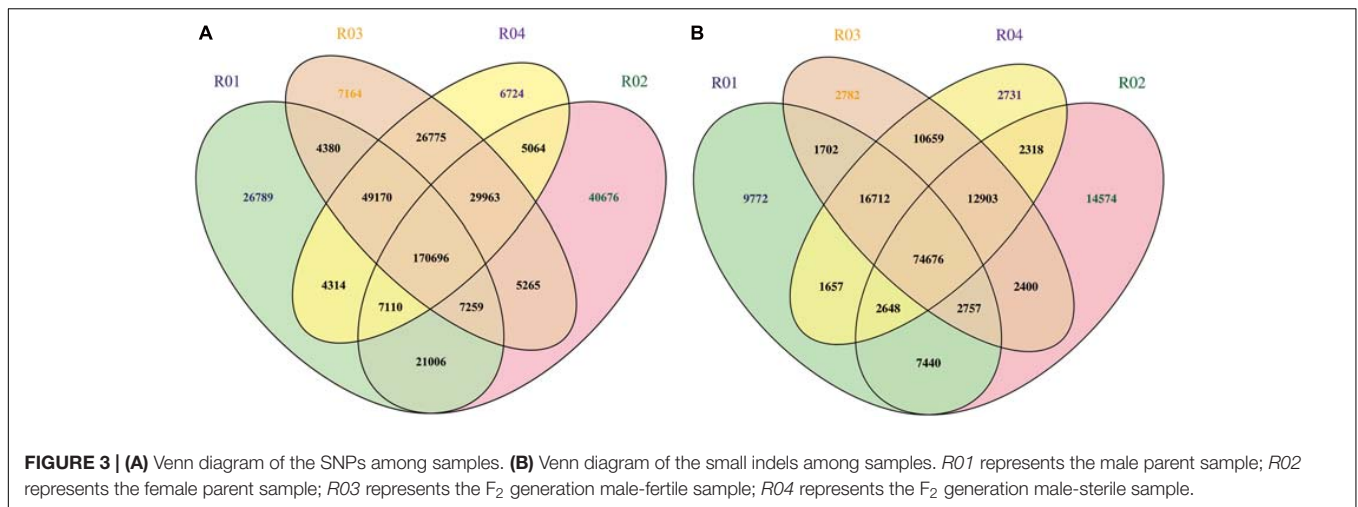 A
R03
R04
R01
R02
7164
6724
4380
26775
5064
26789
49170
29963
40676
170696
4314
7110
7259
5265
21006
B
R03
R04
R01
R02
2782
2731
1702
10659
2318
9772
16712
12903
14574
74676
1657
2648
2757
2400
7440
FIGURE 3 | (A) Venn diagram of the SNPs among samples. (B) Venn diagram of the small indels among samples. R01 represents the male parent sample; R02
represents the female parent sample; R03 represents the F₂ generation male-fertile sample; R04 represents the F₂ generation male-sterile sample.